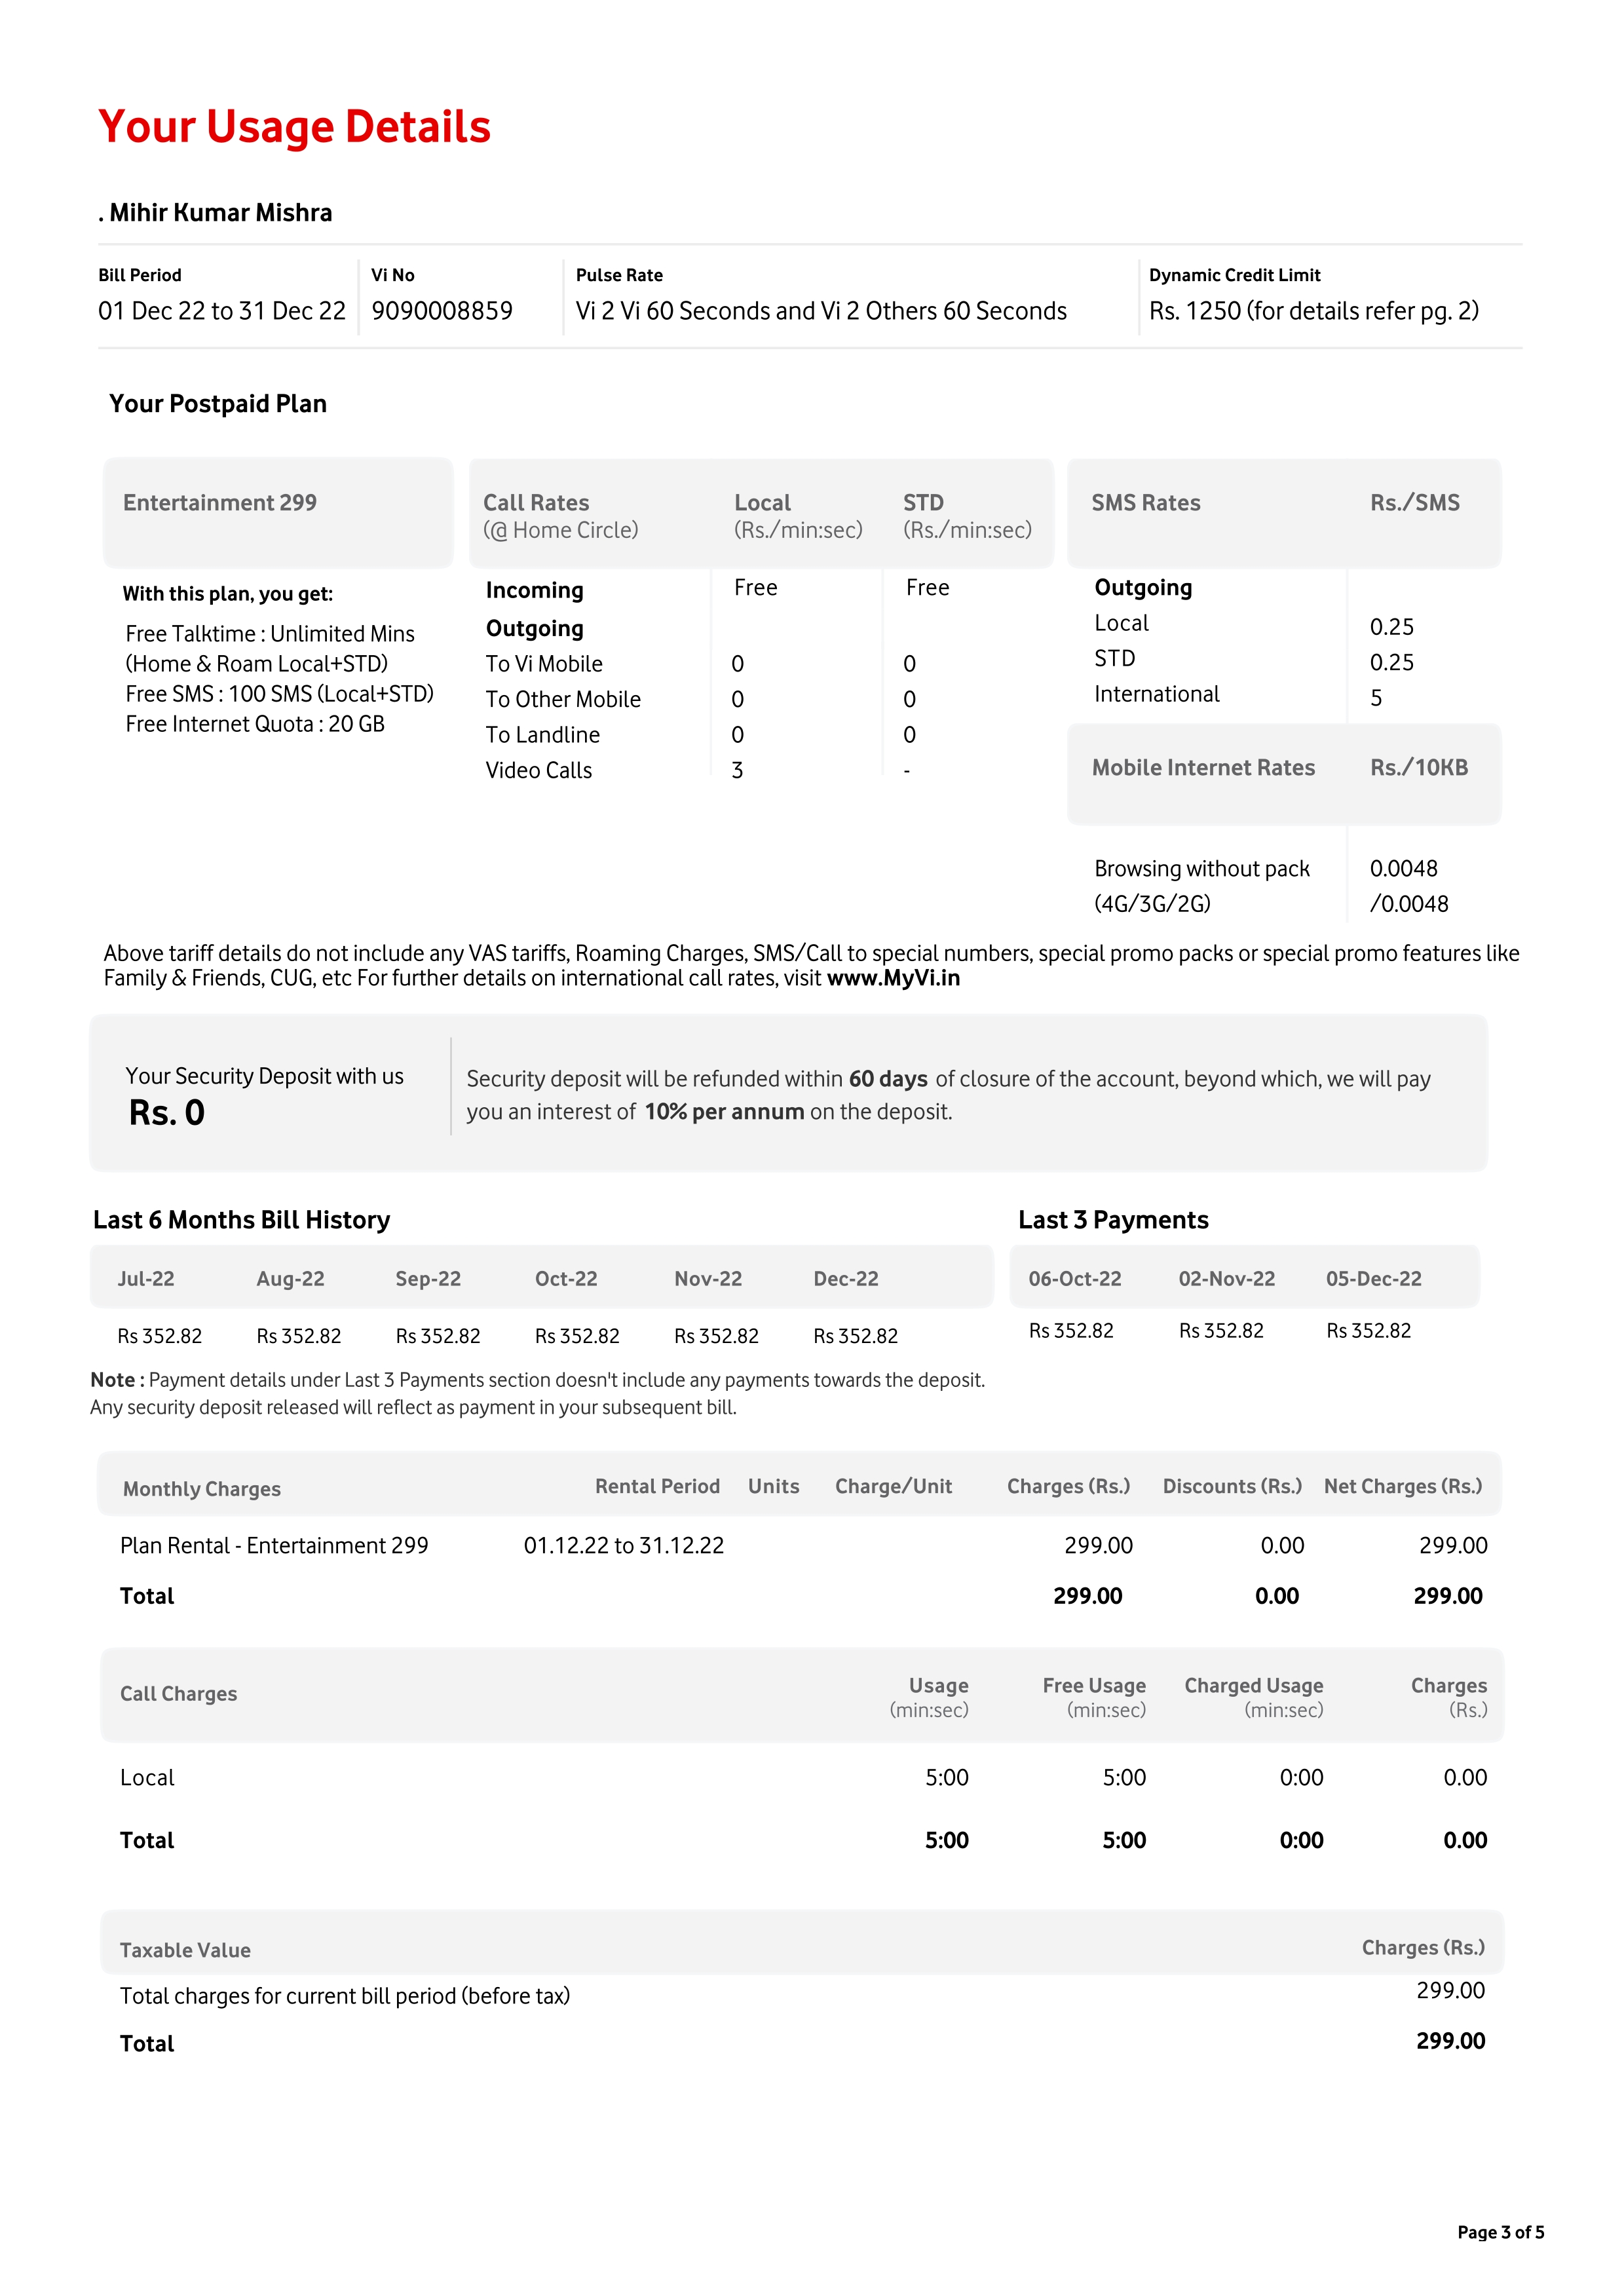 Your Usage Details
. Mihir Kumar Mishra
Bill Period Vi No Pulse Rate Dynamic Credit Limit
01 Dec 22 to 31 Dec 22 9090008859 Vi 2 Vi 60 Seconds and Vi 2 Others 60 Seconds Rs. 1250 (for details refer pg. 2)
Your Postpaid Plan
Entertainment 299
With this plan, you get:
Free Talktime : Unlimited Mins
(Home & Roam Local+STD)
Free SMS : 100 SMS (Local+STD)
Free Internet Quota : 20 GB
Call Rates Local STD
(@ Home Circle) (Rs./min:sec) (Rs./min:sec)
Incoming Free Free
Outgoing
To Vi Mobile 0 0
To Other Mobile 0 0
To Landline 0 0
Video Calls 3 -
SMS Rates Rs./SMS
Outgoing
Local 0.25
STD 0.25
International 5
Mobile Internet Rates Rs./10KB
Browsing without pack 0.0048
(4G/3G/2G) /0.0048
Above tariff details do not include any VAS tariffs, Roaming Charges, SMS/Call to special numbers, special promo packs or special promo features like
Family & Friends, CUG, etc For further details on international call rates, visit www.MyVi.in
Your Security Deposit with us
Rs. 0
Security deposit will be refunded within 60 days of closure of the account, beyond which, we will pay
you an interest of 10% per annum on the deposit.
Last 6 Months Bill History
Jul-22 Aug-22 Sep-22 Oct-22 Nov-22 Dec-22
Rs 352.82 Rs 352.82 Rs 352.82 Rs 352.82 Rs 352.82 Rs 352.82
Last 3 Payments
06-Oct-22 02-Nov-22 05-Dec-22
Rs 352.82 Rs 352.82 Rs 352.82
Note : Payment details under Last 3 Payments section doesn't include any payments towards the deposit.
Any security deposit released will reflect as payment in your subsequent bill.
Monthly Charges Rental Period Units Charge/Unit Charges (Rs.) Discounts (Rs.) Net Charges (Rs.)
Plan Rental - Entertainment 299 01.12.22 to 31.12.22 299.00 0.00 299.00
Total 299.00 0.00 299.00
Call Charges Usage Free Usage Charged Usage Charges
(min:sec) (min:sec) (min:sec) (Rs.)
Local 5:00 5:00 0:00 0.00
Total 5:00 5:00 0:00 0.00
Taxable Value Charges (Rs.)
Total charges for current bill period (before tax) 299.00
Total 299.00
Page 3 of 5